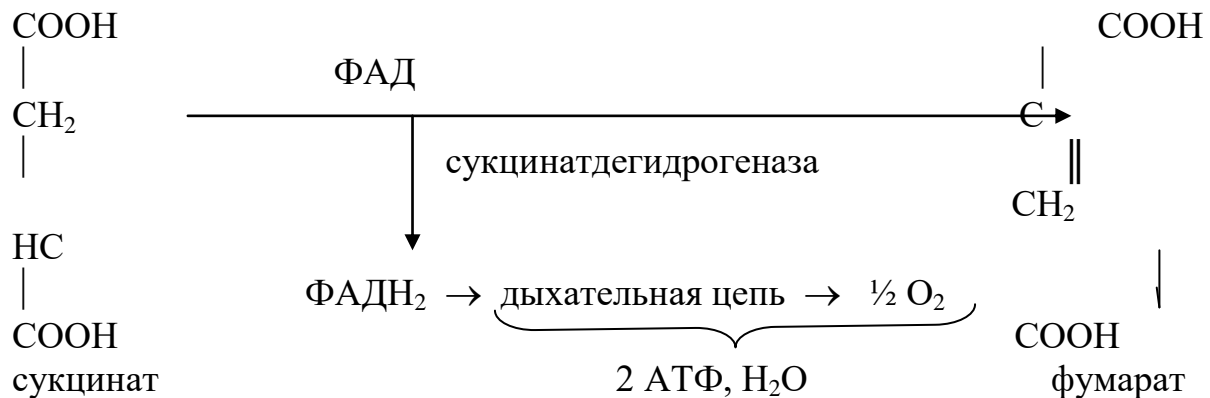 COOH COOH
ФАД
CH₂ C
сукцинатдегидрогеназа
CH₂
HC
ФАДН₂ → дыхательная цепь → ½ O₂
COOH COOH
сукцинат 2 АТФ, H₂O фумарат